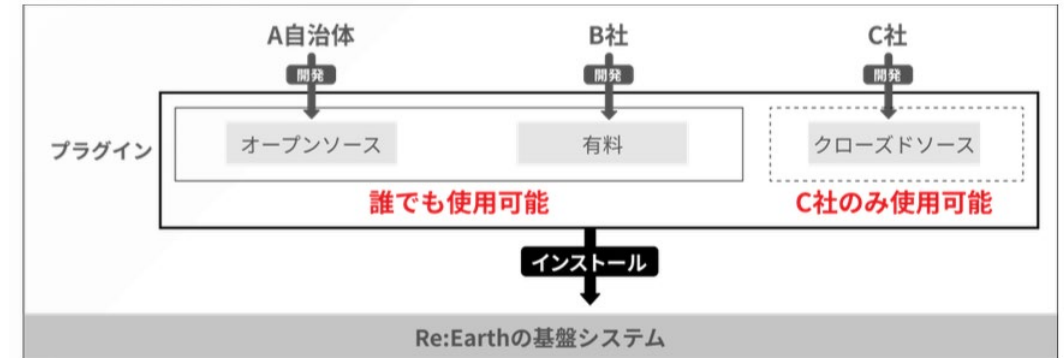 A自治体
B社
C社
開発
開発
開発
プラグイン
オープンソース
有料
クローズドソース
誰でも使用可能
C社のみ使用可能
インストール
Re:Earthの基盤システム